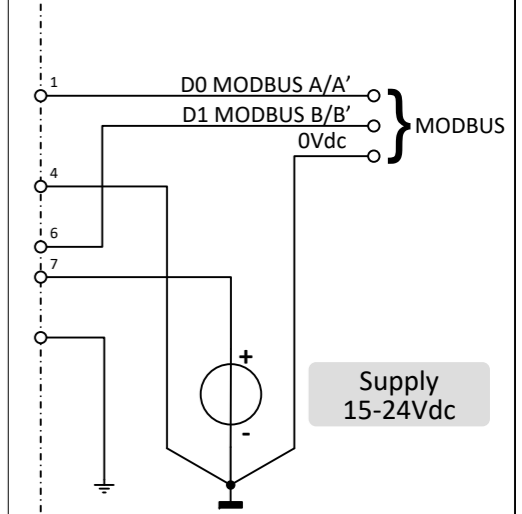 1
D0 MODBUS A/A’
D1 MODBUS B/B’
0Vdc
MODBUS
4
6
7
+
-
Supply
15-24Vdc